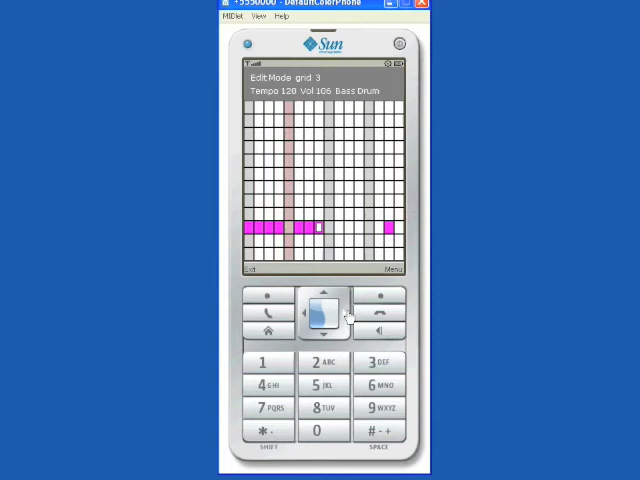 +5550000 - DefaultColorPhone
MIDlet View Help
Sun
Edit Mode grid 3
Tempo 120 Vol 106 Bass Drum
Exit Menu
1 2 ABC 3 DEF
4 GHI 5 JKL 6 MNO
7 PQRS 8 TUV 9 WXYZ
* . 0 # - +
SHIFT SPACE